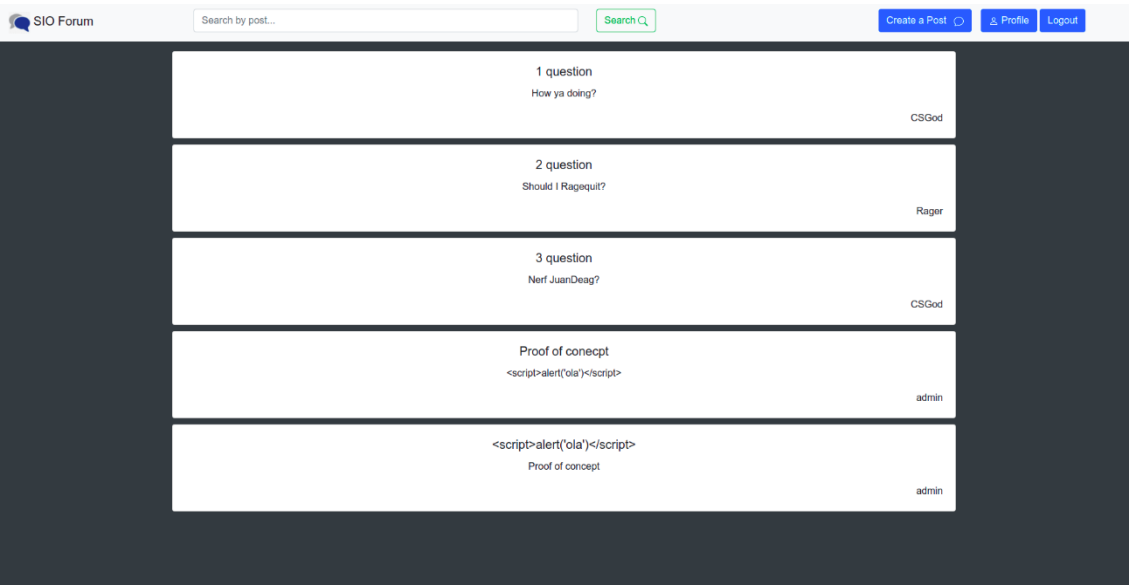 SIO Forum
Search by post...
Search
Create a Post
Profile
Logout
1 question
How ya doing?
CSGod
2 question
Should I Ragequit?
Rager
3 question
Nerf JuanDeag?
CSGod
Proof of conecpt
<script>alert('ola')</script>
admin
<script>alert('ola')</script>
Proof of concept
admin